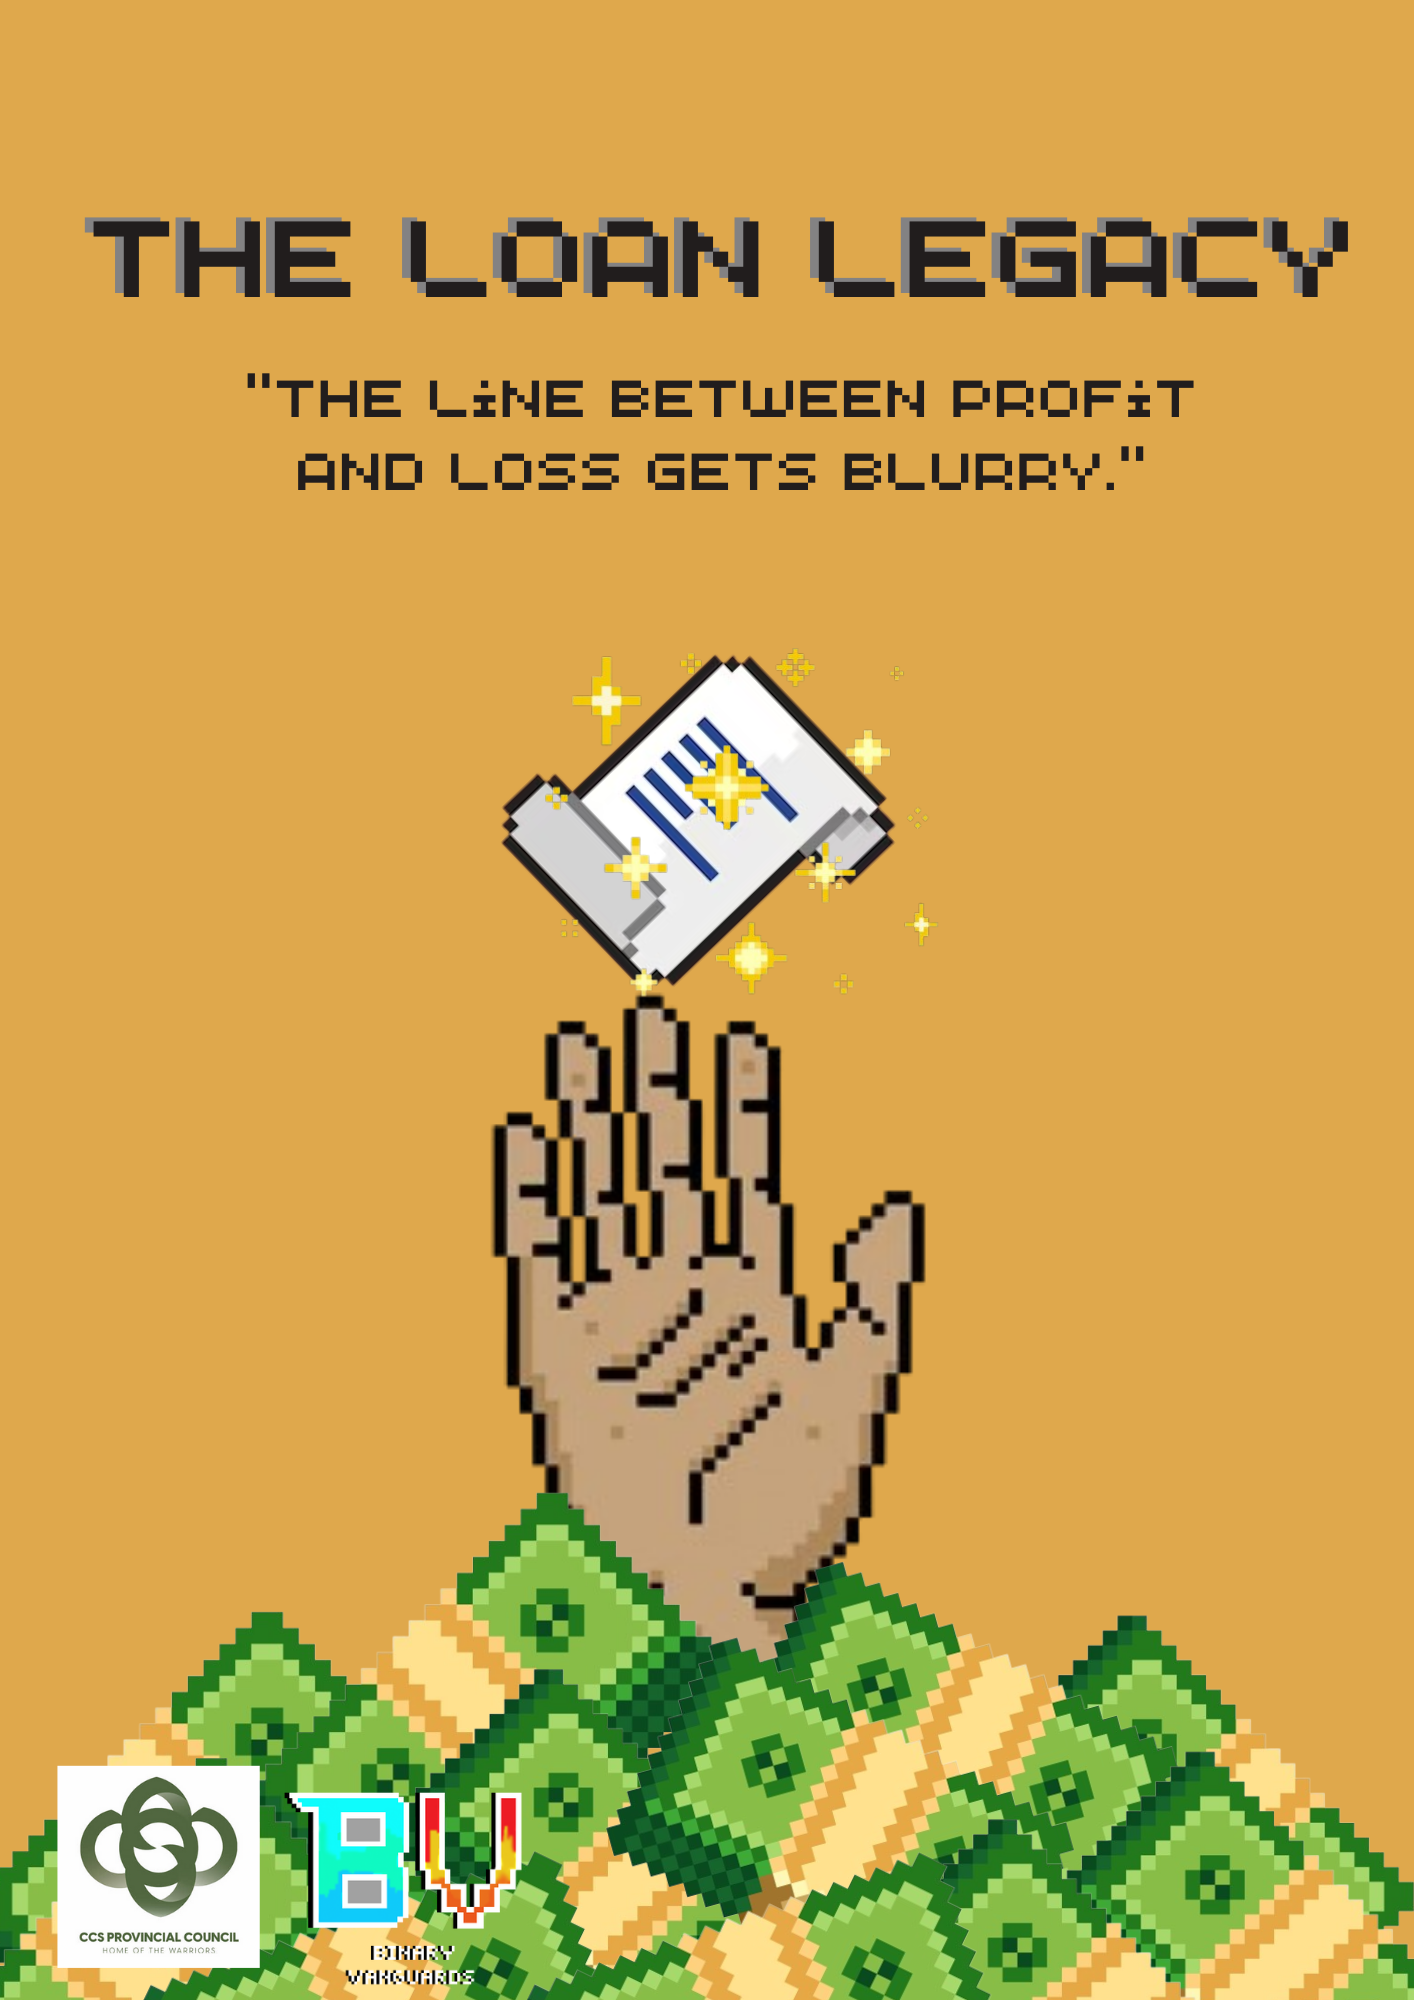 THE LOAN LEGACY
"THE LiNE BETWEEN PROFiT
AND LOSS GETS BLURRY."
BV
CCS PROVINCIAL COUNCIL
HOME OF THE WARRIORS
BINARY
VANGUARDS